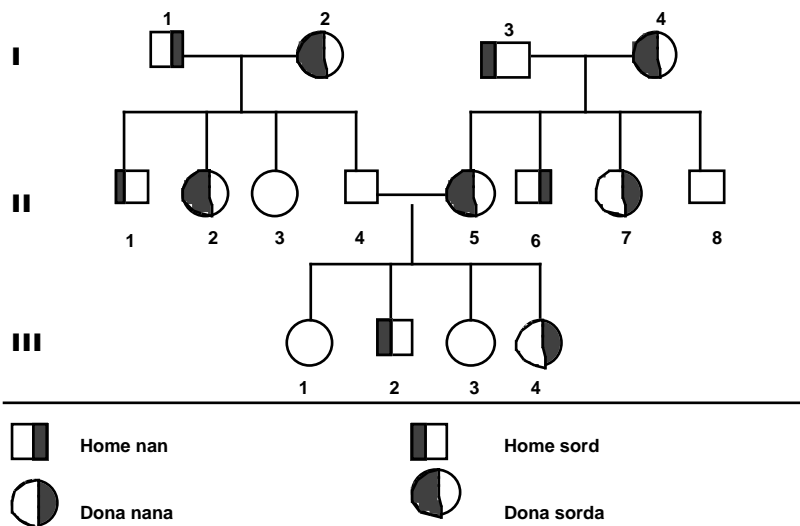 1 2 3 4
I
II
1 2 3 4 5 6 7 8
III
1 2 3 4
Home nan Home sord
Dona nana Dona sorda